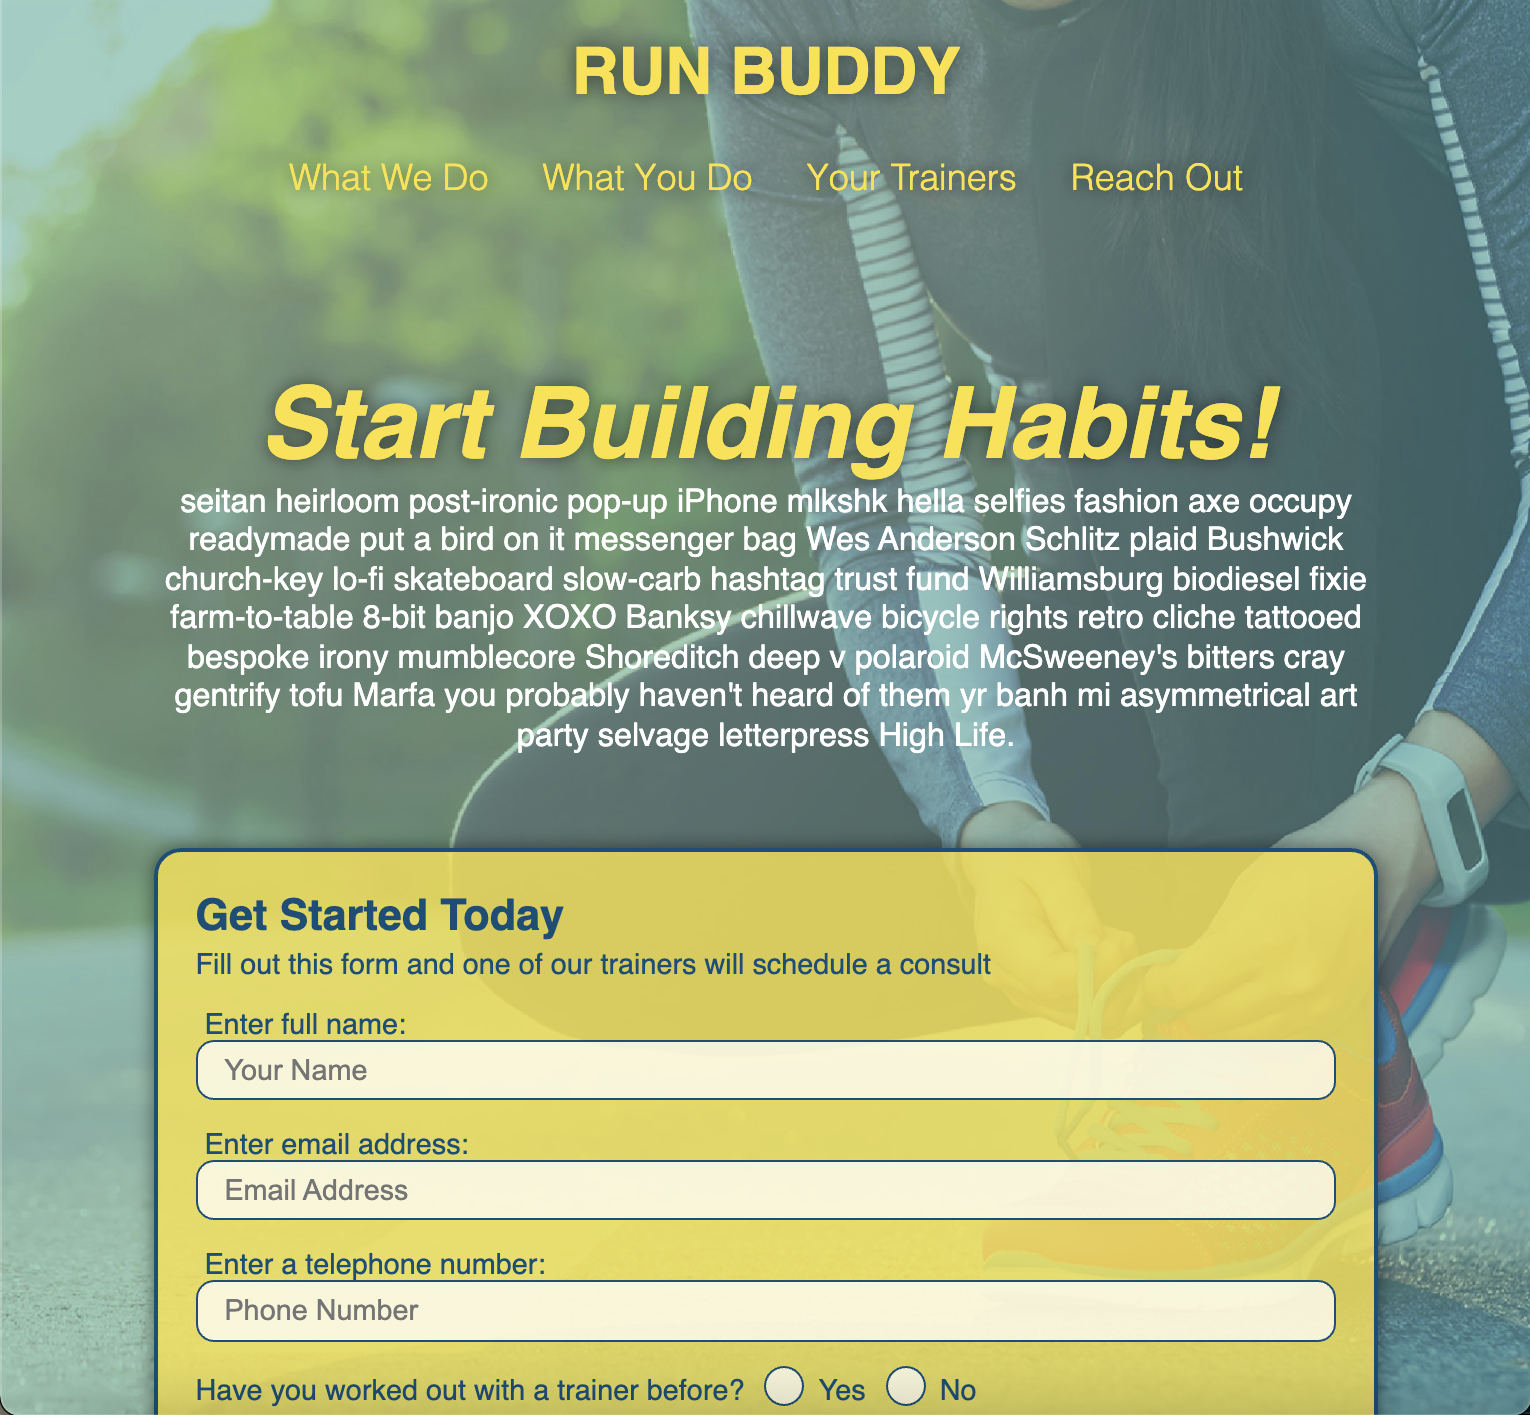 RUN BUDDY
What We Do What You Do Your Trainers Reach Out
Start Building Habits!
seitan heirloom post-ironic pop-up iPhone mlkshk hella selfies fashion axe occupy
readymade put a bird on it messenger bag Wes Anderson Schlitz plaid Bushwick
church-key lo-fi skateboard slow-carb hashtag trust fund Williamsburg biodiesel fixie
farm-to-table 8-bit banjo XOXO Banksy chillwave bicycle rights retro cliche tattooed
bespoke irony mumblecore Shoreditch deep v polaroid McSweeney's bitters cray
gentrify tofu Marfa you probably haven't heard of them yr banh mi asymmetrical art
party selvage letterpress High Life.
Get Started Today
Fill out this form and one of our trainers will schedule a consult
Enter full name:
Your Name
Enter email address:
Email Address
Enter a telephone number:
Phone Number
Have you worked out with a trainer before? Yes No